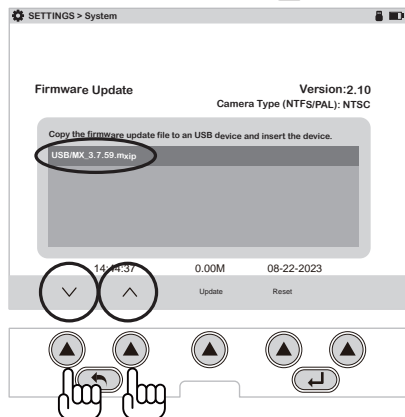 SETTINGS > System
Firmware Update
Version:2.10
Camera Type (NTFS/PAL): NTSC
Copy the firmware update file to an USB device and insert the device.
USB/MX_3.7.59.mxip
14:44:37 0.00M 08-22-2023
Update Reset